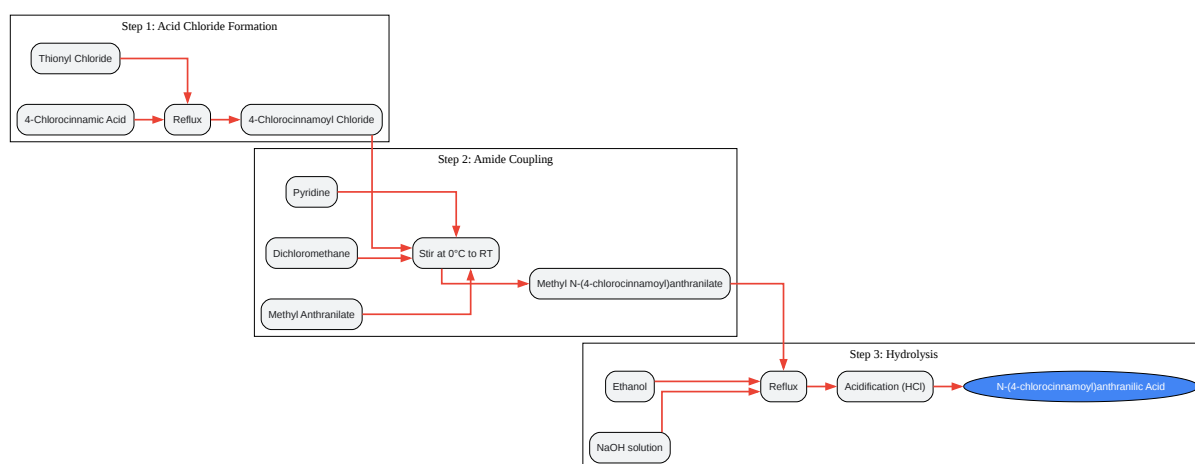 Step 1: Acid Chloride Formation
Thionyl Chloride
4-Chlorocinnamic Acid
Reflux
4-Chlorocinnamoyl Chloride
Step 2: Amide Coupling
Pyridine
Dichloromethane
Stir at 0°C to RT
Methyl N-(4-chlorocinnamoyl)anthranilate
Methyl Anthranilate
Step 3: Hydrolysis
Ethanol
Reflux
Acidification (HCl)
N-(4-chlorocinnamoyl)anthranilic Acid
NaOH solution